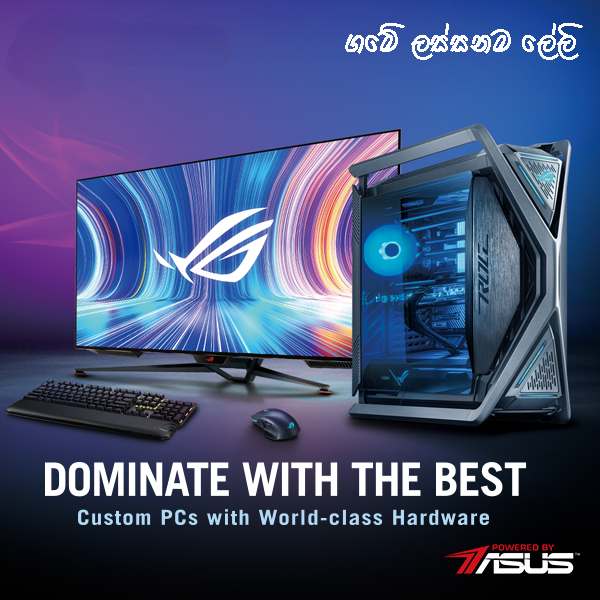 ගමේ ලස්සනම ලේලි
DOMINATE WITH THE BEST
Custom PCs with World-class Hardware
POWERED BY
ASUS